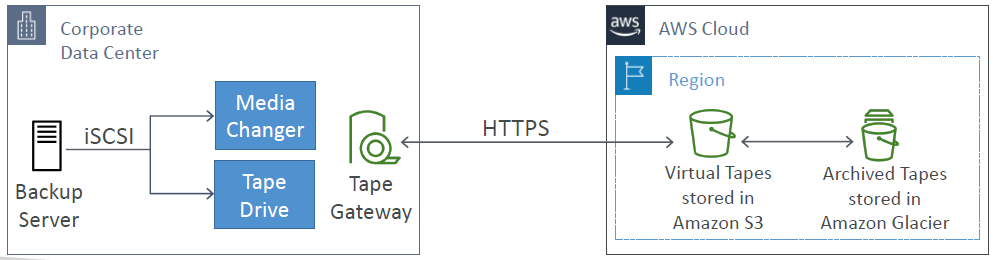 Corporate
Data Center
Backup
Server
iSCSI
Media
Changer
Tape
Drive
Tape
Gateway
HTTPS
aws
AWS Cloud
Region
Virtual Tapes
stored in
Amazon S3
Archived Tapes
stored in
Amazon Glacier